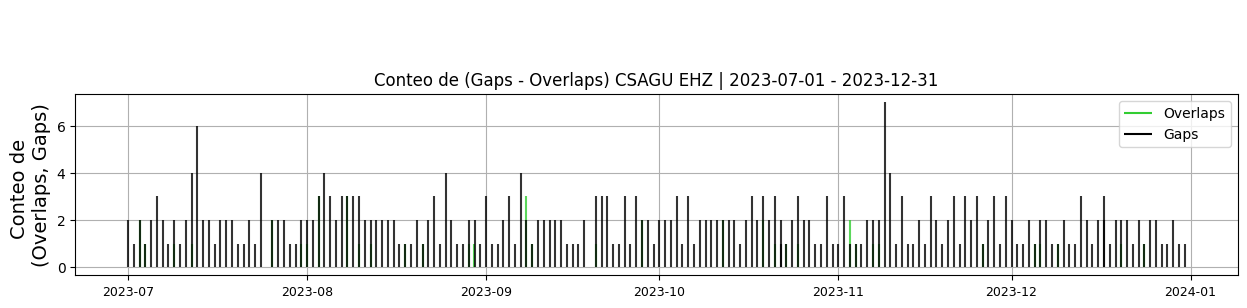 Conteo de (Gaps - Overlaps) CSAGU EHZ | 2023-07-01 - 2023-12-31
Conteo de
(Overlaps, Gaps)
6
4
2
0
Overlaps
Gaps
2023-07
2023-08
2023-09
2023-10
2023-11
2023-12
2024-01